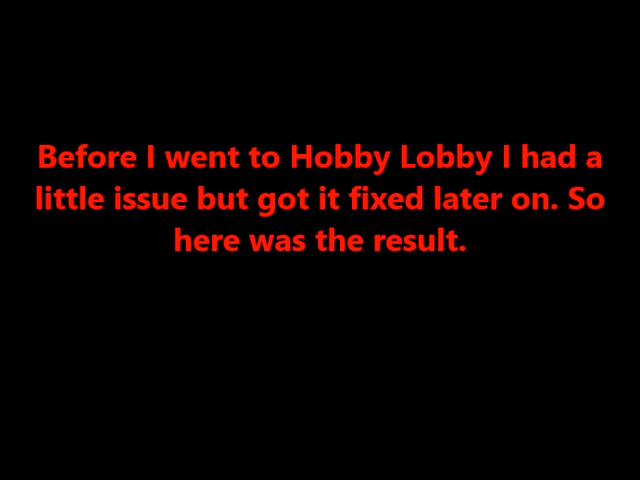 Before I went to Hobby Lobby I had a
little issue but got it fixed later on. So
here was the result.